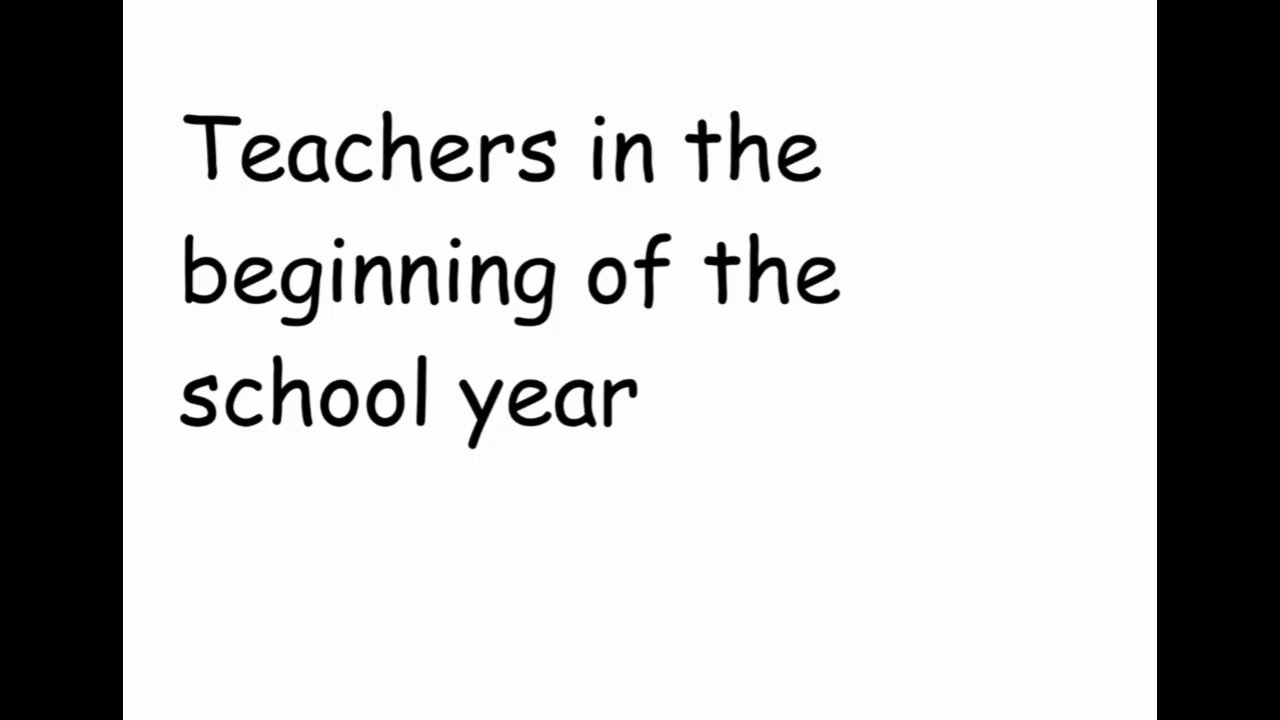 Teachers in the
beginning of the
school year